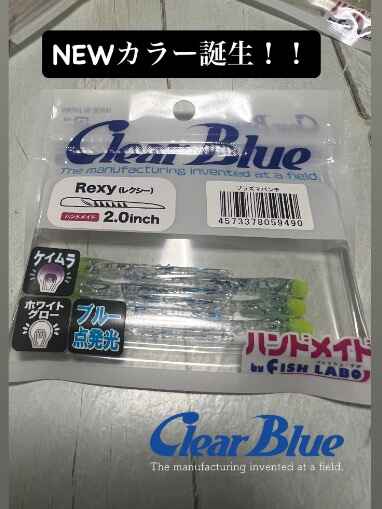 NEWカラー誕生！！
Clear Blue
The manufacturing invented at a field.
Rexy (レクシー)
ハンドメイド 2.0inch
4573378059490
ケイムラ
ホワイト
グロー
ブルー
点発光
ハンドメイド
by FISH LABO
Clear Blue
The manufacturing invented at a field.